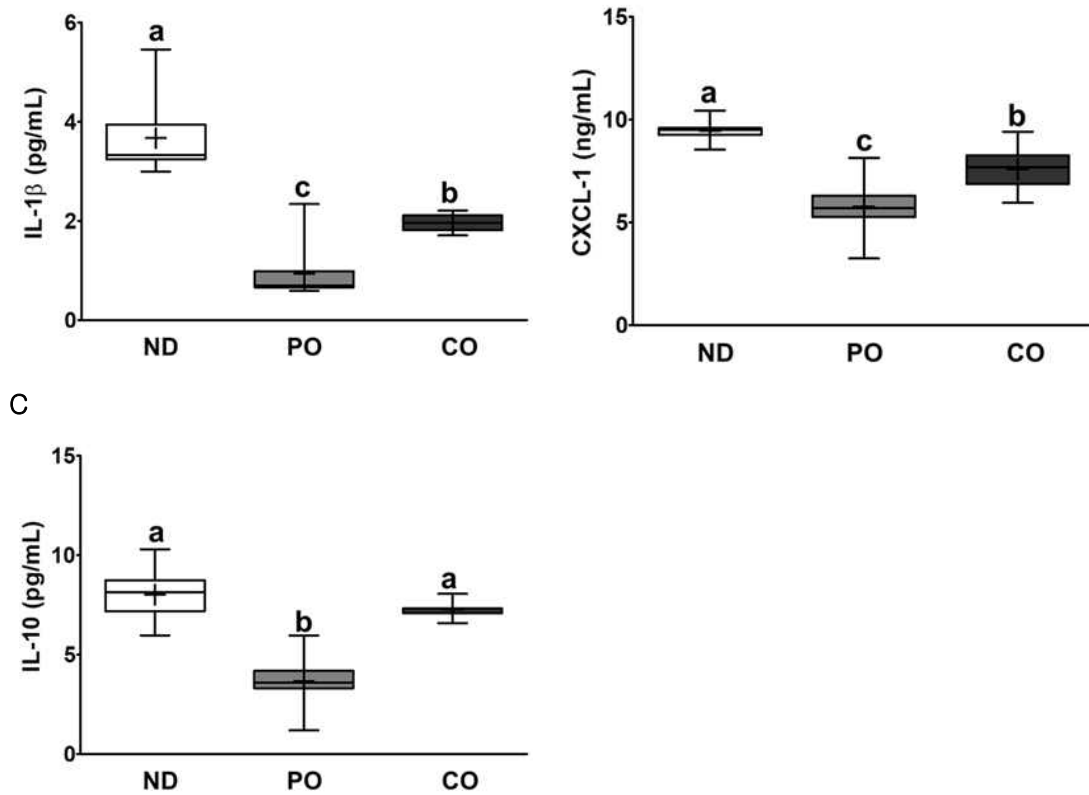 IL-1β (pg/mL)
6
4
2
0
a
c
b
ND PO CO
CXCL-1 (ng/mL)
15
10
5
0
a
c
b
ND PO CO
C
IL-10 (pg/mL)
15
10
5
0
a
b
a
ND PO CO